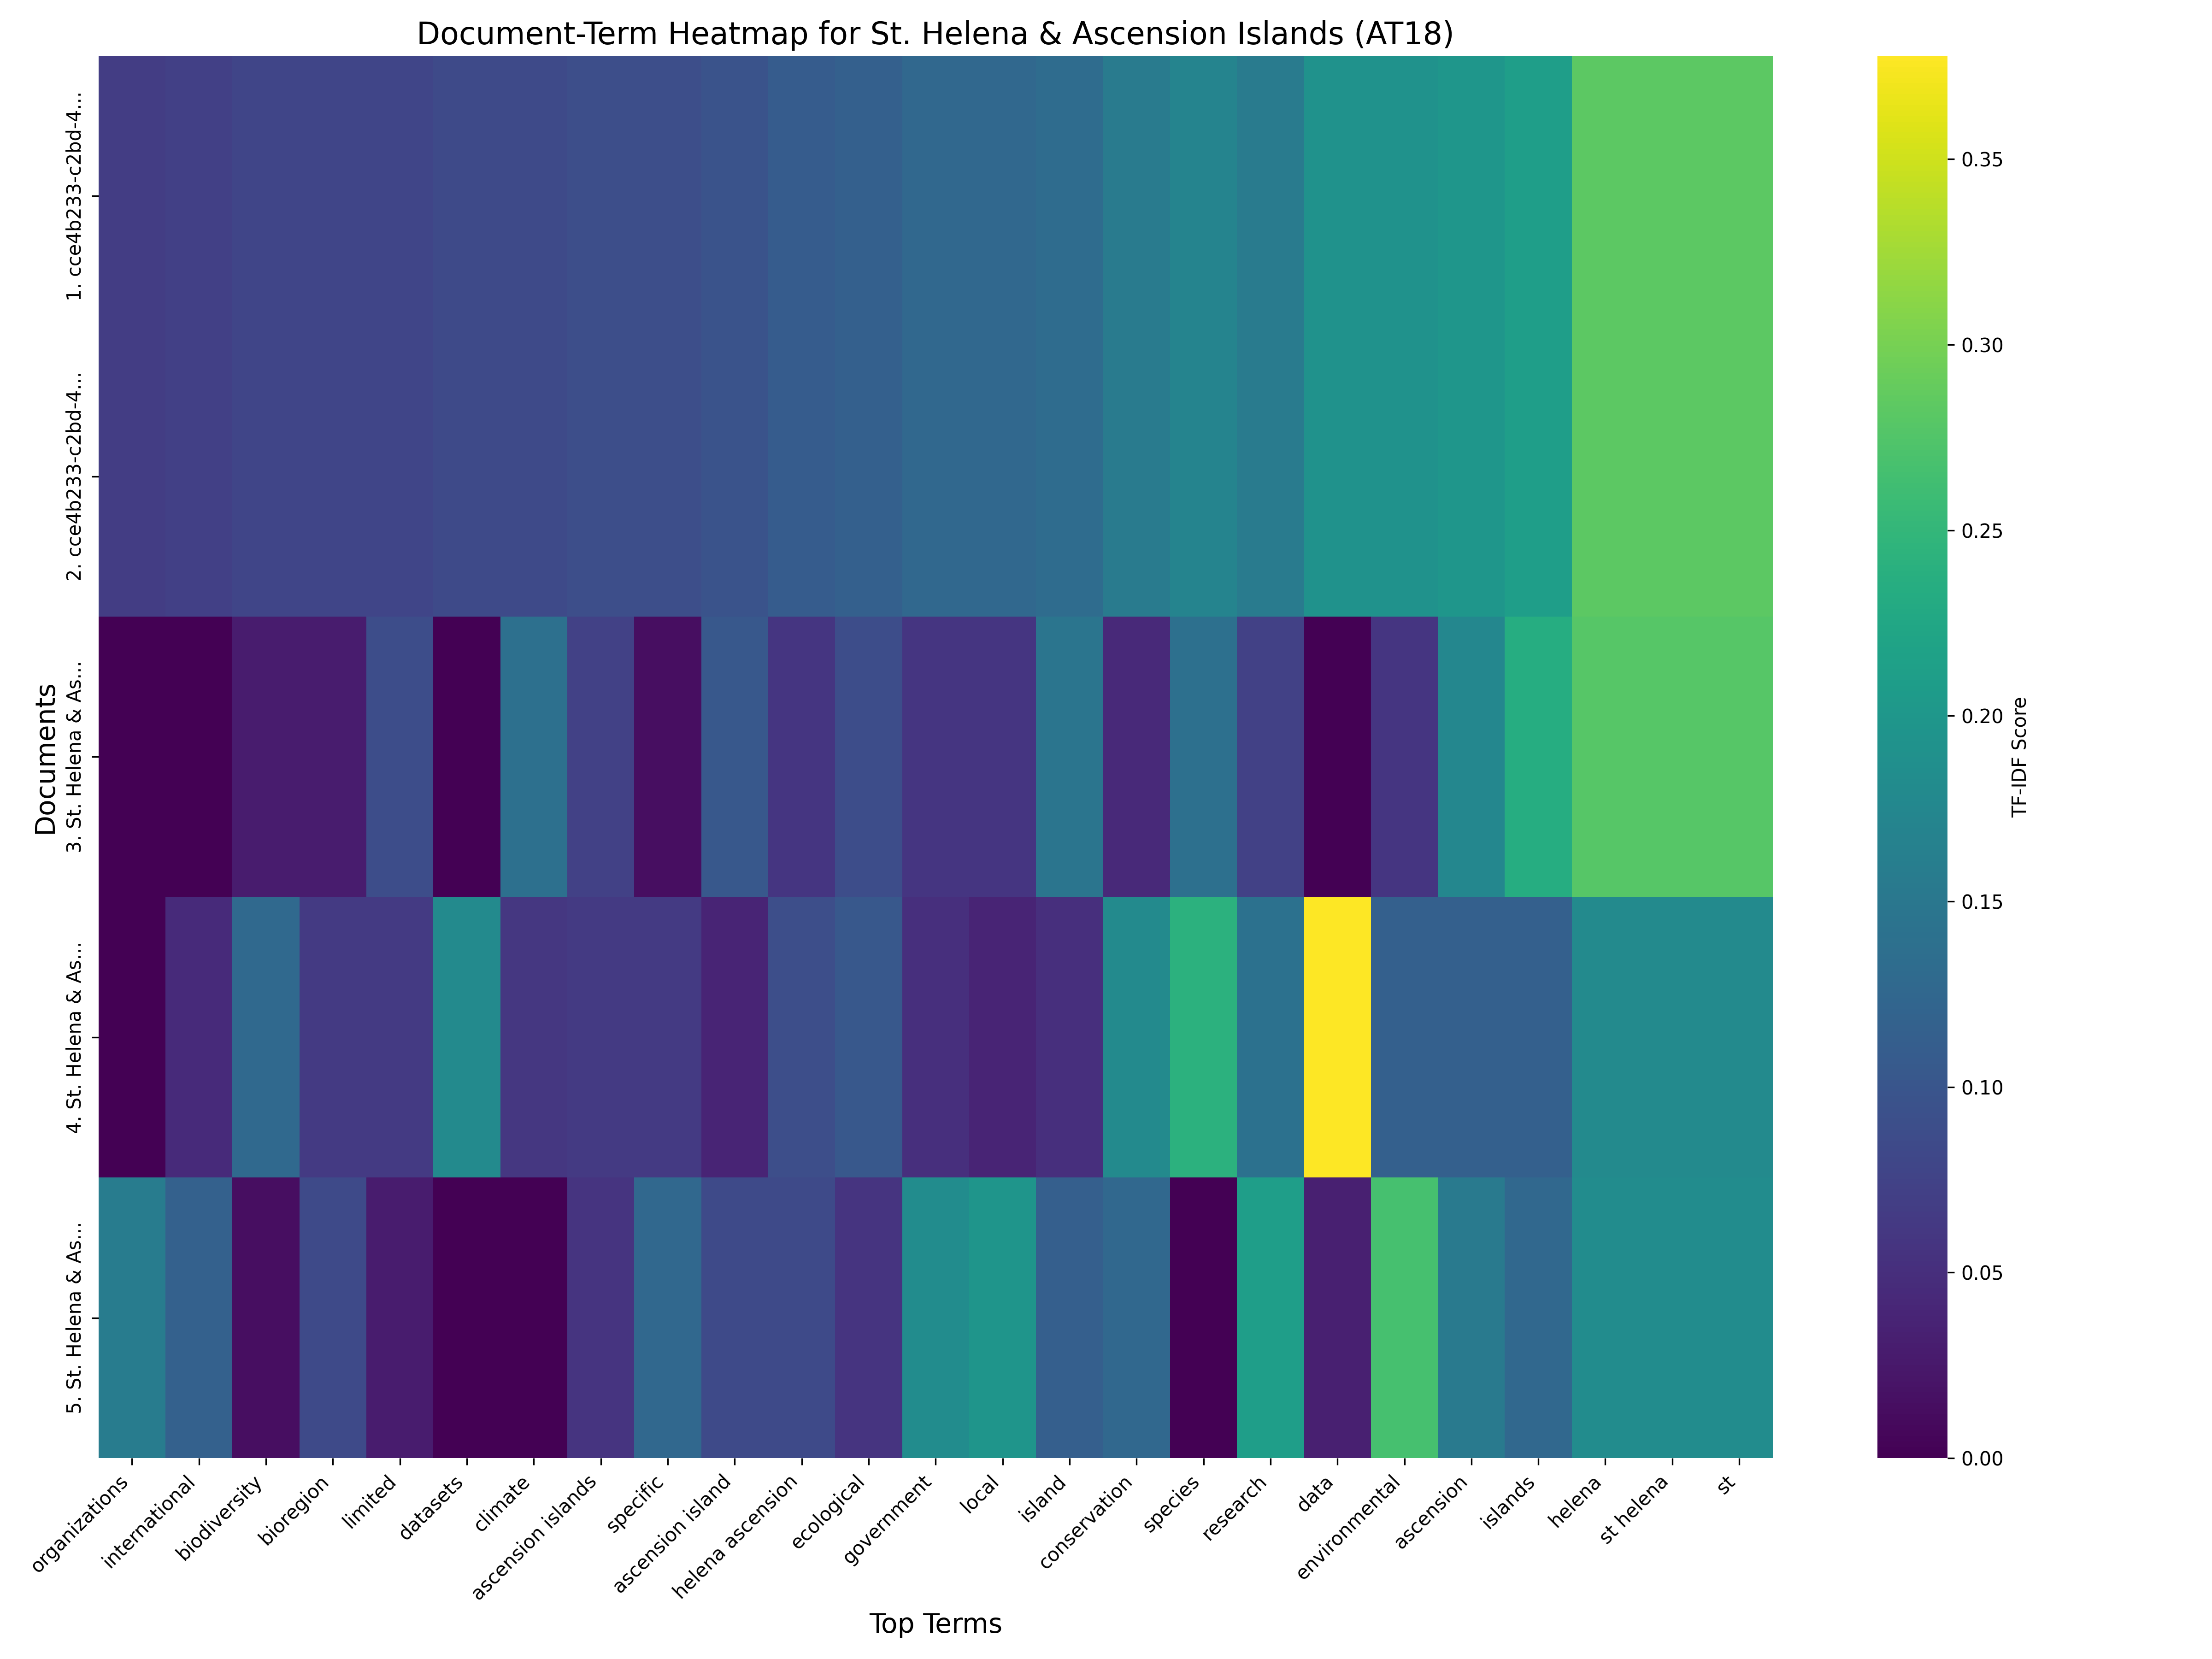 Document-Term Heatmap for St. Helena & Ascension Islands (AT18)
Documents
1. cce4b233-c2bd-4...
2. cce4b233-c2bd-4...
3. St. Helena & As...
4. St. Helena & As...
5. St. Helena & As...
organizations
international
biodiversity
bioregion
limited
datasets
climate
ascension islands
specific
ascension island
helena ascension
ecological
government
local
island
conservation
species
research
data
environmental
ascension
islands
helena
st helena
st
Top Terms
0.35
0.30
0.25
0.20
0.15
0.10
0.05
0.00
TF-IDF Score